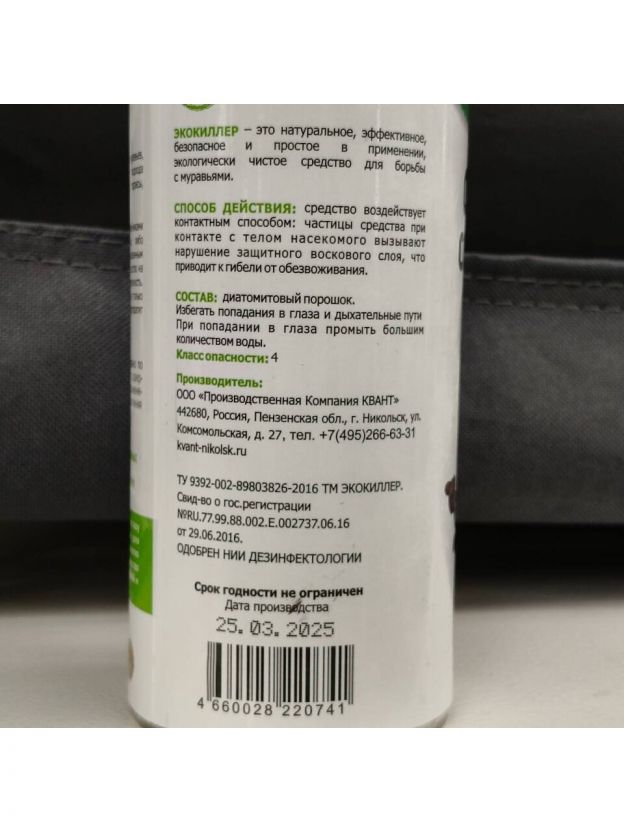 ЭКОКИЛЛЕР – это натуральное, эффективное,
безопасное и простое в применении,
экологически чистое средство для борьбы
с муравьями.
СПОСОБ ДЕЙСТВИЯ: средство воздействует
контактным способом: частицы средства при
контакте с телом насекомого вызывают
нарушение защитного воскового слоя, что
приводит к гибели от обезвоживания.
СОСТАВ: диатомитовый порошок.
Избегать попадания в глаза и дыхательные пути
При попадании в глаза промыть большим
количеством воды.
Класс опасности: 4
Производитель:
ООО «Производственная Компания КВАНТ»
442680, Россия, Пензенская обл., г. Никольск, ул.
Комсомольская, д. 27, тел. +7(495)266-63-31
kvant-nikolsk.ru
ТУ 9392-002-89803826-2016 ТМ ЭКОКИЛЛЕР.
Свид-во о гос.регистрации
№RU.77.99.88.002.Е.002737.06.16
от 29.06.2016.
ОДОБРЕН НИИ ДЕЗИНФЕКТОЛОГИИ
Срок годности не ограничен
Дата производства
25.03.2025
4 660028 220741